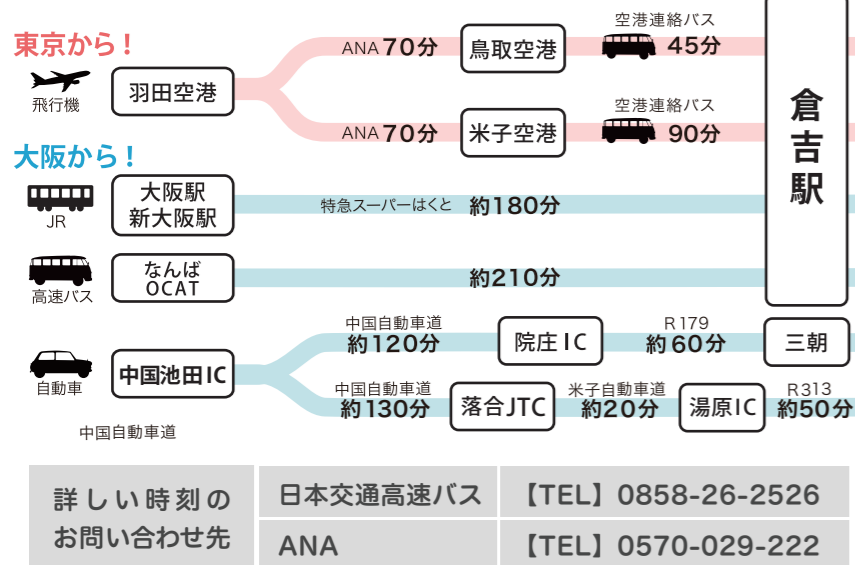 東京から！
飛行機
羽田空港
ANA 70分
鳥取空港
空港連絡バス
45分
ANA 70分
米子空港
空港連絡バス
90分
倉吉駅
大阪から！
JR
大阪駅
新大阪駅
特急スーパーはくと 約180分
高速バス
なんば
OCAT
約210分
自動車
中国池田IC
中国自動車道
約120分
院庄IC
R179
約60分
三朝
中国自動車道
約130分
落合JTC
米子自動車道
約20分
湯原IC
R313
約50分
中国自動車道
詳しい時刻の
お問い合わせ先
日本交通高速バス 【TEL】0858-26-2526
ANA 【TEL】0570-029-222